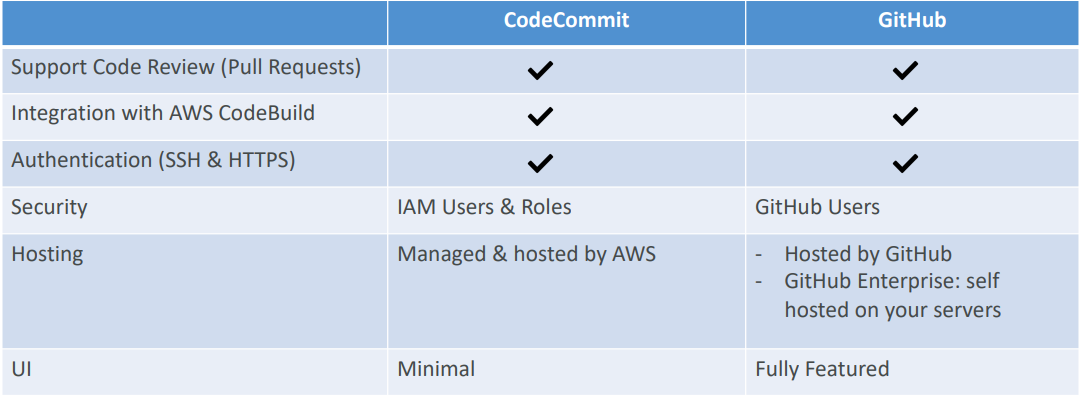 CodeCommit GitHub
Support Code Review (Pull Requests) ✓ ✓
Integration with AWS CodeBuild ✓ ✓
Authentication (SSH & HTTPS) ✓ ✓
Security IAM Users & Roles GitHub Users
Hosting Managed & hosted by AWS - Hosted by GitHub
- GitHub Enterprise: self
hosted on your servers
UI Minimal Fully Featured